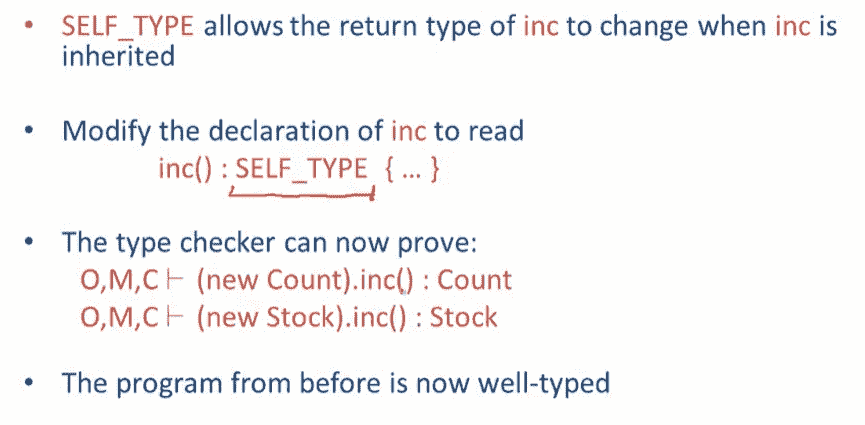 • SELF_TYPE allows the return type of inc to change when inc is
inherited
• Modify the declaration of inc to read
inc() : SELF_TYPE { … }
• The type checker can now prove:
O,M,C ⊢ (new Count).inc() : Count
O,M,C ⊢ (new Stock).inc() : Stock
• The program from before is now well-typed